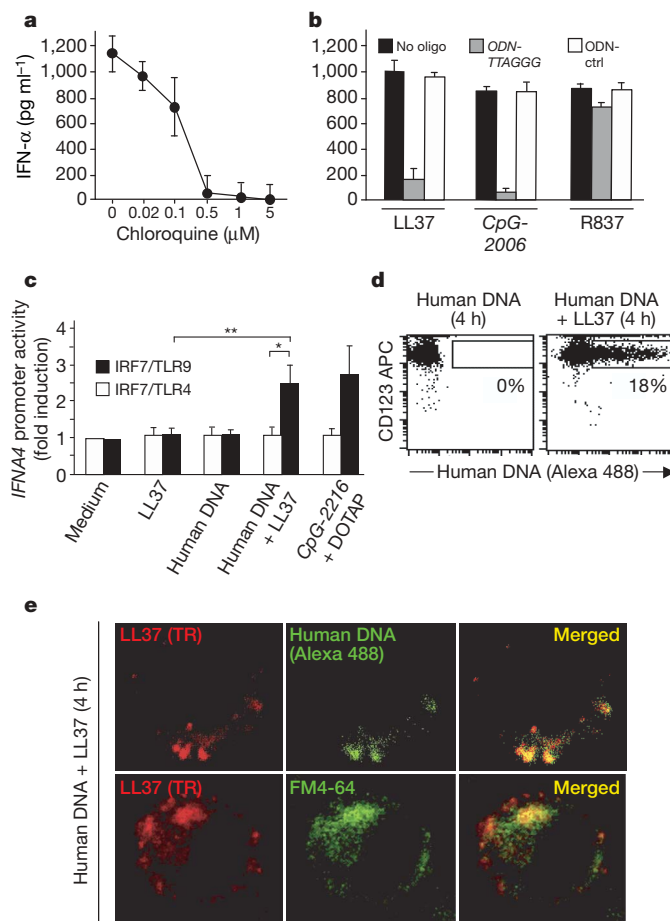 a
IFN-α (pg ml⁻¹)
1,200
1,000
800
600
400
200
0
0 0.02 0.1 0.5 1 5
Chloroquine (μM)
b
No oligo
ODN-TTAGGG
ODN-ctrl
1,200
1,000
800
600
400
200
0
LL37
CpG-2006
R837
c
IFNA4 promoter activity
(fold induction)
4
3
2
1
0
IRF7/TLR9
IRF7/TLR4
**
*
Medium
LL37
Human DNA
Human DNA
+ LL37
CpG-2216
+ DOTAP
d
Human DNA
(4 h)
Human DNA
+ LL37 (4 h)
CD123 APC
0%
18%
Human DNA (Alexa 488)
e
Human DNA + LL37 (4 h)
LL37 (TR)
Human DNA
(Alexa 488)
Merged
LL37 (TR)
FM4-64
Merged